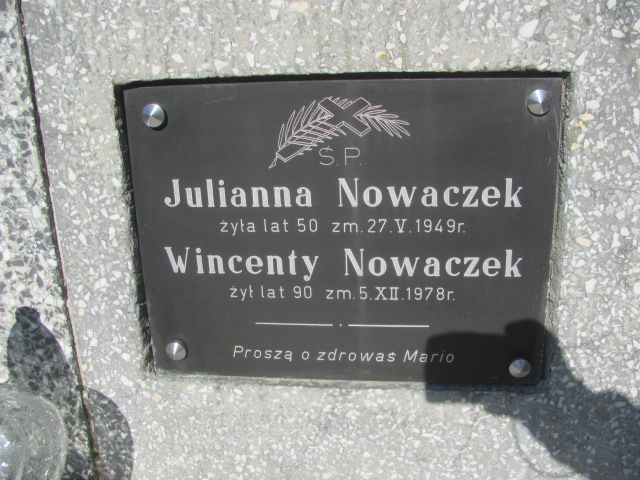 Ś.P.
Julianna Nowaczek
żyła lat 50 zm. 27.V.1949r.
Wincenty Nowaczek
żył lat 90 zm. 5.XII.1978r.
Proszą o zdrowaś Mario